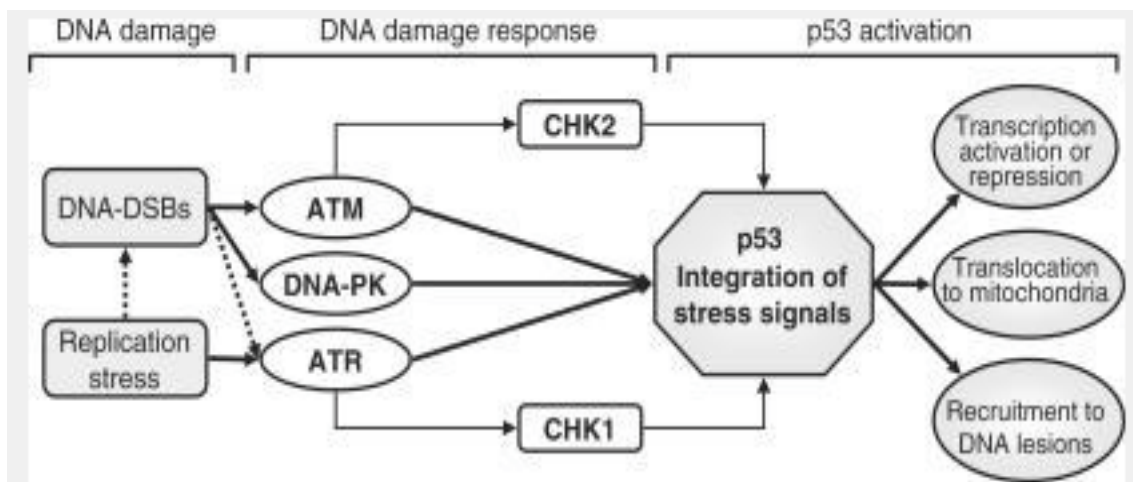 DNA damage
DNA damage response
p53 activation
CHK2
Transcription
activation or
repression
DNA-DSBs
ATM
p53
Integration of
stress signals
DNA-PK
Translocation
to mitochondria
Replication
stress
ATR
CHK1
Recruitment to
DNA lesions